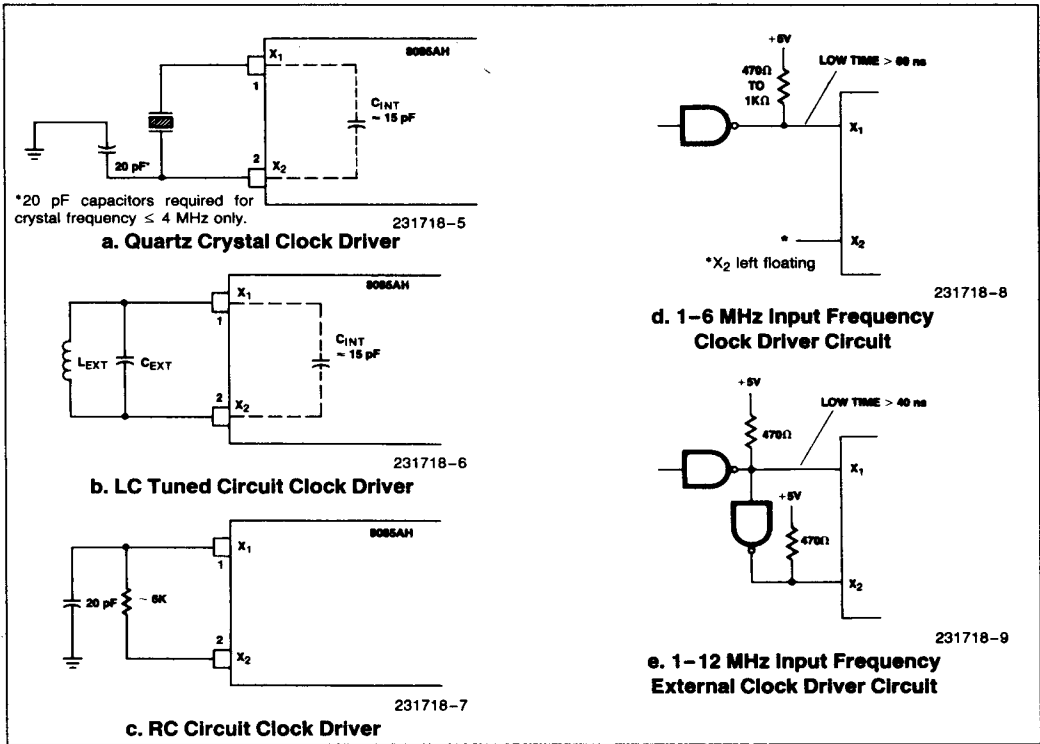 8085AH
X1
1
CINT
~ 15 pF
20 pF*
2
X2
*20 pF capacitors required for
crystal frequency ≤ 4 MHz only.
231718-5
a. Quartz Crystal Clock Driver
8085AH
X1
1
LEXT
CEXT
CINT
~ 15 pF
2
X2
231718-6
b. LC Tuned Circuit Clock Driver
8085AH
X1
1
20 pF
~ 6K
2
X2
231718-7
c. RC Circuit Clock Driver
+5V
470Ω
TO
1KΩ
LOW TIME > 60 ns
X1
*
X2
*X2 left floating
231718-8
d. 1–6 MHz Input Frequency
Clock Driver Circuit
+5V
LOW TIME > 40 ns
470Ω
X1
+5V
470Ω
X2
231718-9
e. 1–12 MHz Input Frequency
External Clock Driver Circuit